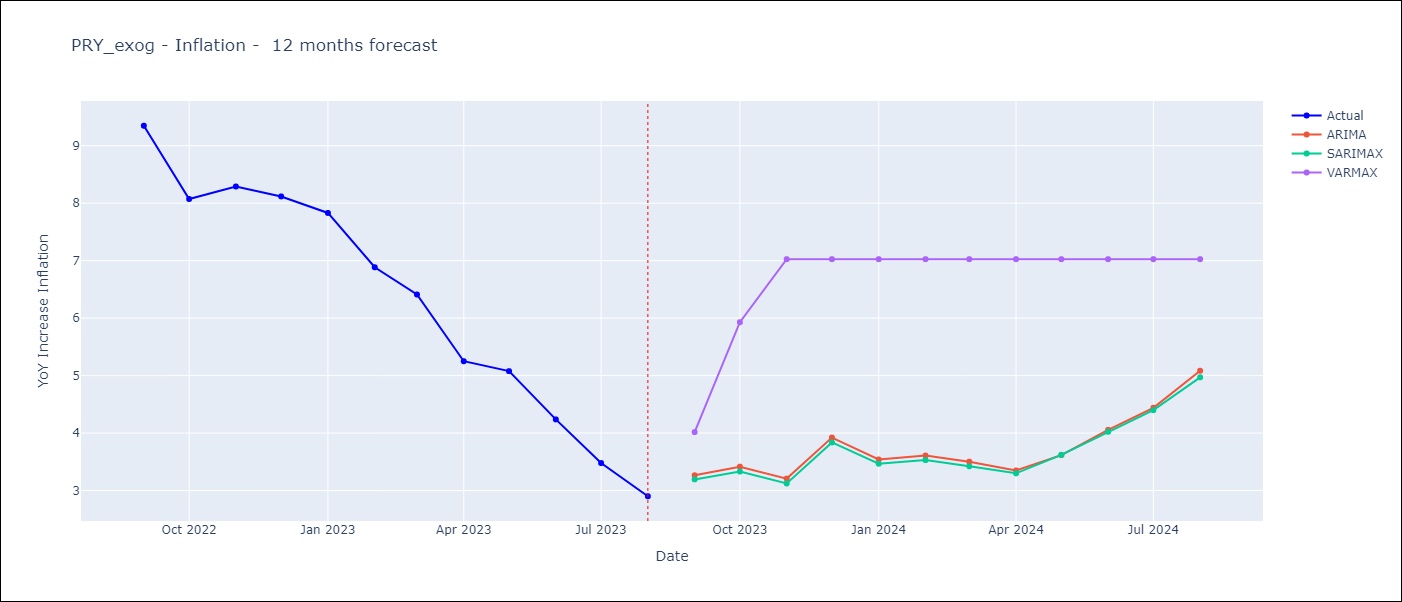 PRY_exog - Inflation -  12 months forecast
Actual
ARIMA
SARIMAX
VARMAX
YoY Increase Inflation
9
8
7
6
5
4
3
Oct 2022
Jan 2023
Apr 2023
Jul 2023
Oct 2023
Jan 2024
Apr 2024
Jul 2024
Date